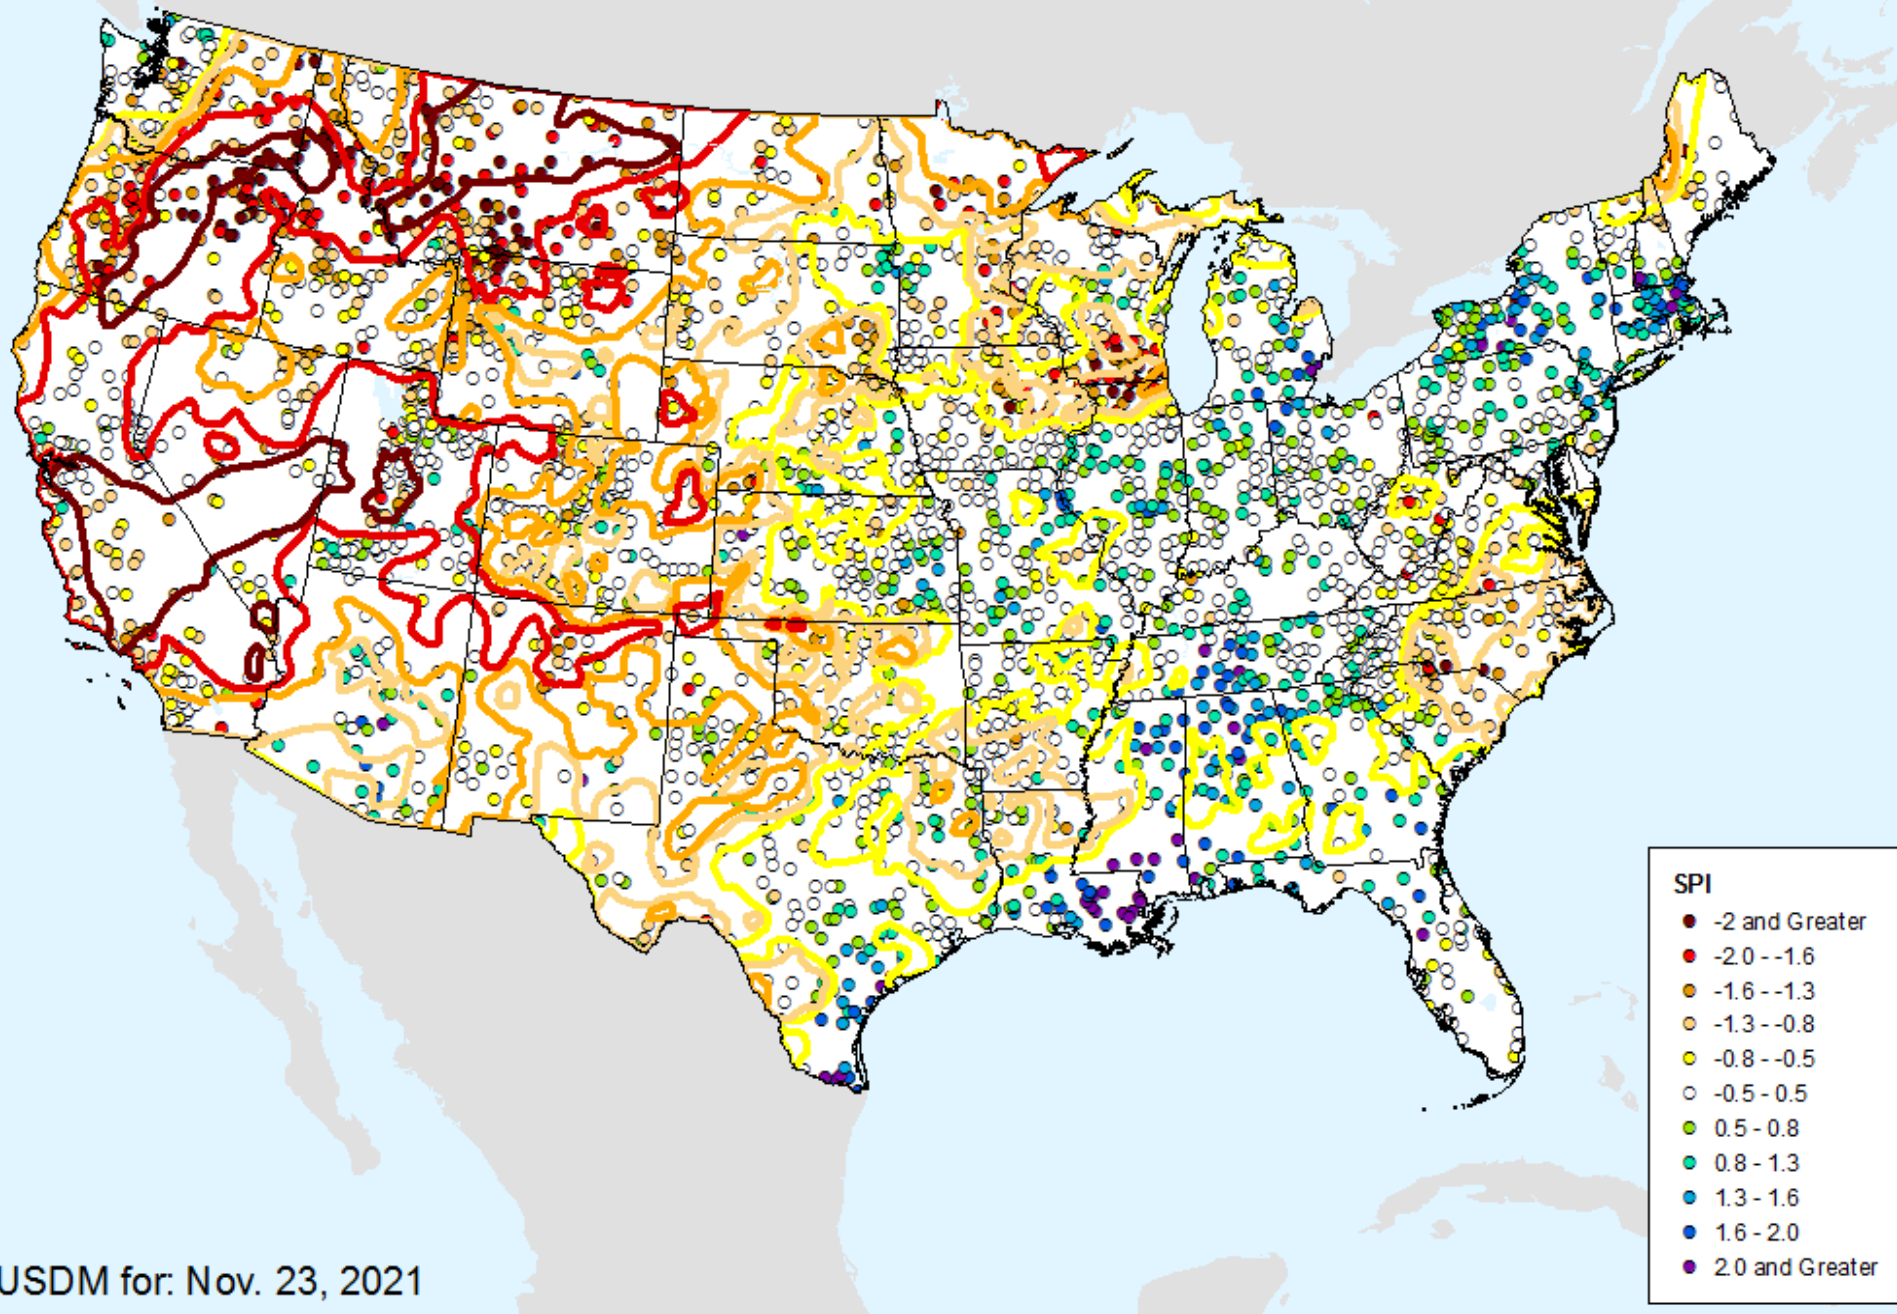 SPI
-2 and Greater
-2.0 - -1.6
-1.6 - -1.3
-1.3 - -0.8
-0.8 - -0.5
-0.5 - 0.5
0.5 - 0.8
0.8 - 1.3
1.3 - 1.6
1.6 - 2.0
2.0 and Greater
USDM for: Nov. 23, 2021